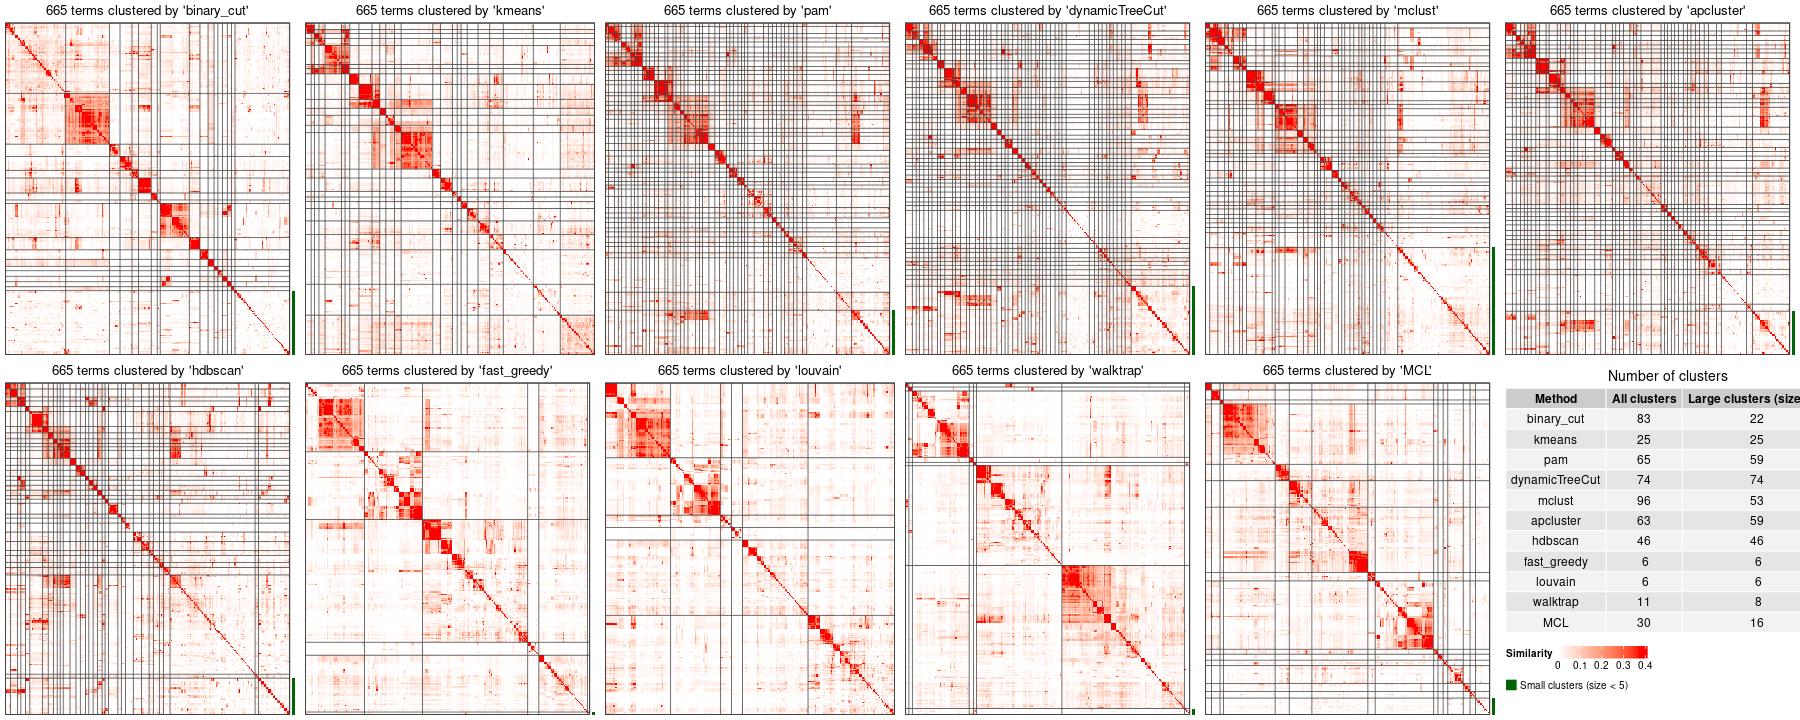 665 terms clustered by 'binary_cut'
665 terms clustered by 'kmeans'
665 terms clustered by 'pam'
665 terms clustered by 'dynamicTreeCut'
665 terms clustered by 'mclust'
665 terms clustered by 'apcluster'
665 terms clustered by 'hdbscan'
665 terms clustered by 'fast_greedy'
665 terms clustered by 'louvain'
665 terms clustered by 'walktrap'
665 terms clustered by 'MCL'
Number of clusters
Method All clusters Large clusters (size
binary_cut 83 22
kmeans 25 25
pam 65 59
dynamicTreeCut 74 74
mclust 96 53
apcluster 63 59
hdbscan 46 46
fast_greedy 6 6
louvain 6 6
walktrap 11 8
MCL 30 16
Similarity
0 0.1 0.2 0.3 0.4
Small clusters (size < 5)